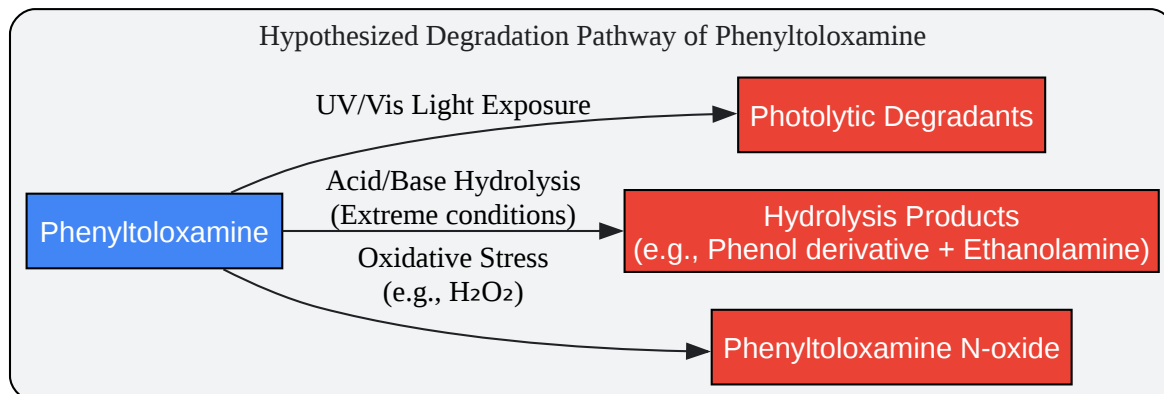 Hypothesized Degradation Pathway of Phenyltoloxamine
UV/Vis Light Exposure
Photolytic Degradants
Phenyltoloxamine
Acid/Base Hydrolysis
(Extreme conditions)
Hydrolysis Products
(e.g., Phenol derivative + Ethanolamine)
Oxidative Stress
(e.g., H₂O₂)
Phenyltoloxamine N-oxide